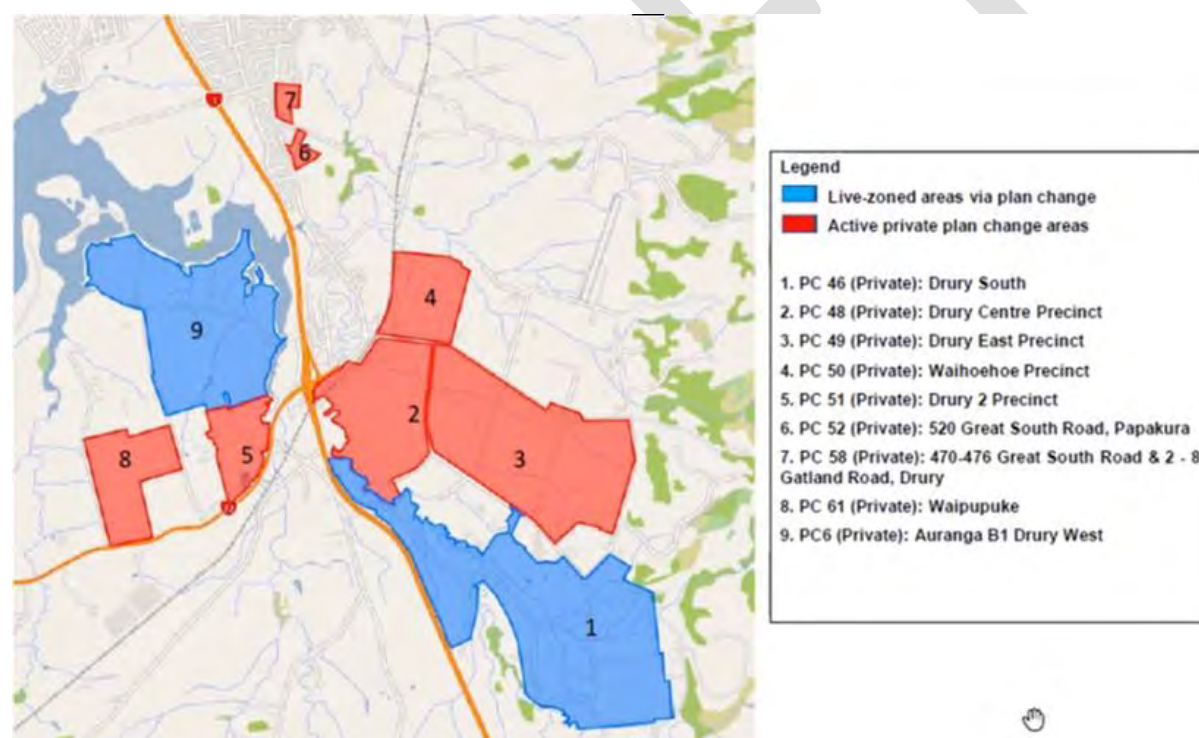 7
6
4
9
2
5
8
3
1
Legend
Live-zoned areas via plan change
Active private plan change areas
1. PC 46 (Private): Drury South
2. PC 48 (Private): Drury Centre Precinct
3. PC 49 (Private): Drury East Precinct
4. PC 50 (Private): Waihoehoe Precinct
5. PC 51 (Private): Drury 2 Precinct
6. PC 52 (Private): 520 Great South Road, Papakura
7. PC 58 (Private): 470-476 Great South Road & 2 - 8
Gatland Road, Drury
8. PC 61 (Private): Waipupuke
9. PC6 (Private): Auranga B1 Drury West